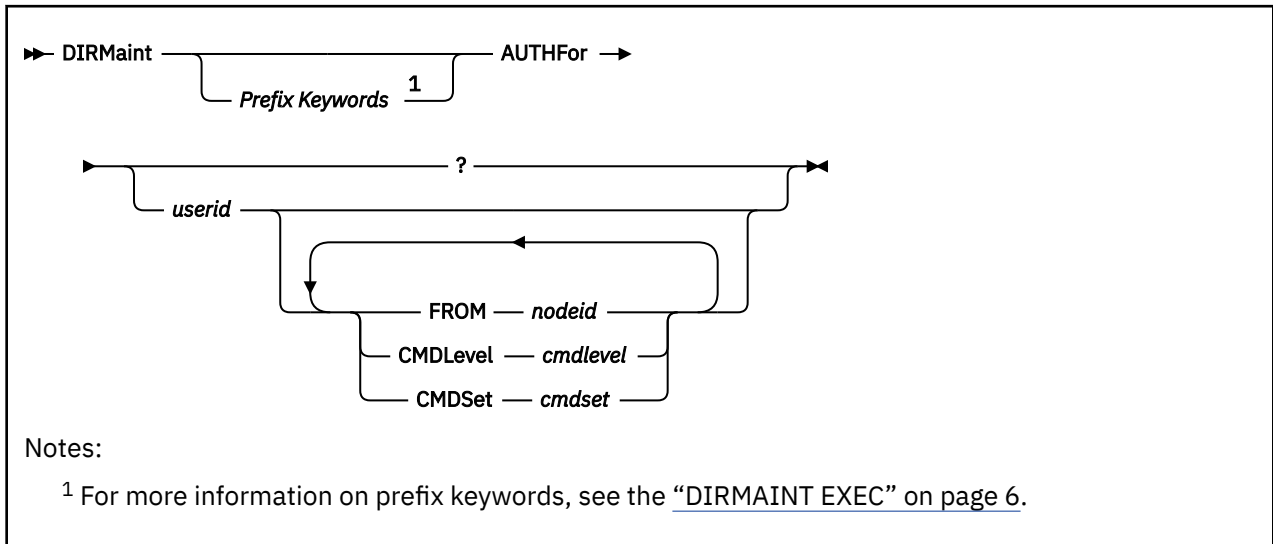 DIRMaint Prefix Keywords 1 AUTHFor
?
userid
FROM nodeid
CMDLevel cmdlevel
CMDSet cmdset
Notes:
1 For more information on prefix keywords, see the “DIRMAINT EXEC” on page 6.